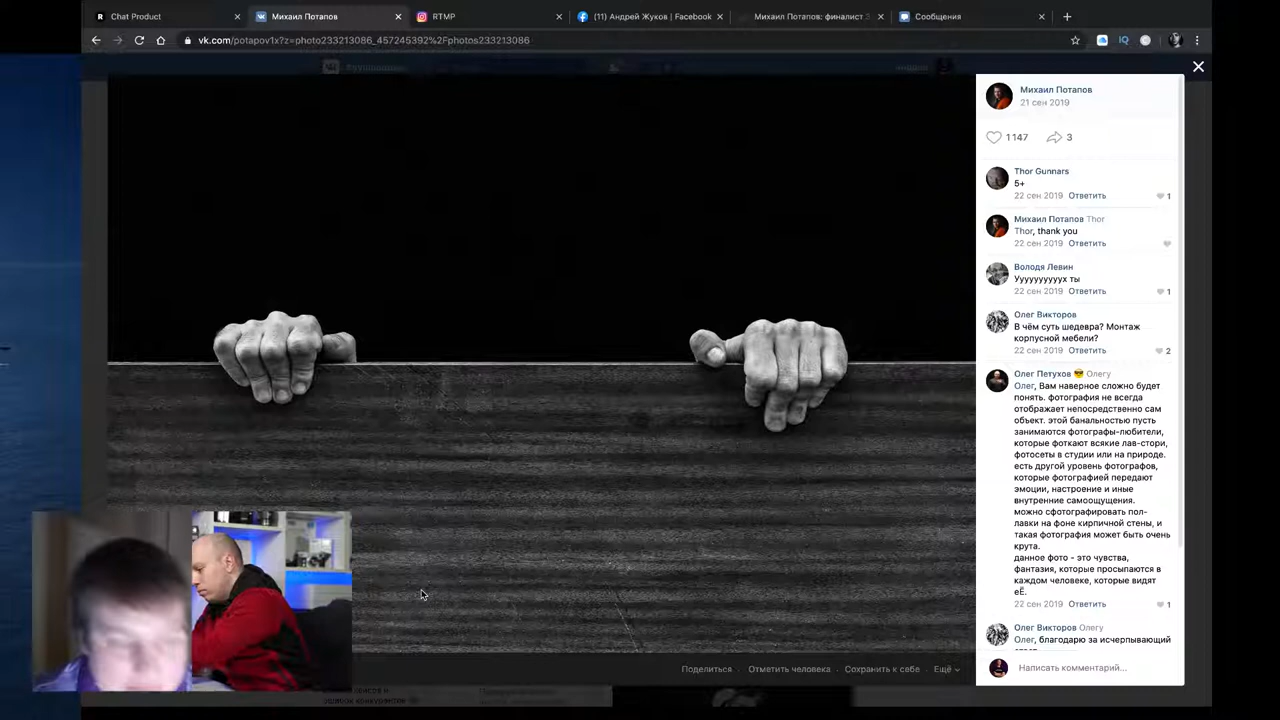 Chat Product
Михаил Потапов
RTMP
(11) Андрей Жуков | Facebook
Михаил Потапов: финалист
Сообщения
vk.com/potapov1x?z=photo233213086_457245392%2Fphotos233213086
Михаил Потапов
21 сен 2019
1147
3
Thor Gunnars
5+
22 сен 2019 Ответить
1
Михаил Потапов Thor
Thor, thank you
22 сен 2019 Ответить
Володя Левин
Ууууууууууух ты
22 сен 2019 Ответить
1
Олег Викторов
В чём суть шедевра? Монтаж
корпусной мебели?
22 сен 2019 Ответить
2
Олег Петухов 😎 Олегу
Олег, Вам наверное сложно будет
понять. фотография не всегда
отображает непосредственно сам
объект. этой банальностью пусть
занимаются фотографы-любители,
которые фоткают всякие лав-стори,
фотосеты в студии или на природе.
есть другой уровень фотографов,
которые фотографией передают
эмоции, настроение и иные
внутренние самоощущения.
можно сфотографировать пол-
лавки на фоне кирпичной стены, и
такая фотография может быть очень
крута.
данное фото - это чувства,
фантазия, которые просыпаются в
каждом человеке, которые видят
еЁ.
22 сен 2019 Ответить
1
Олег Викторов Олегу
Олег, благодарю за исчерпывающий
Написать комментарий...
Поделиться Отметить человека Сохранить к себе Ещё